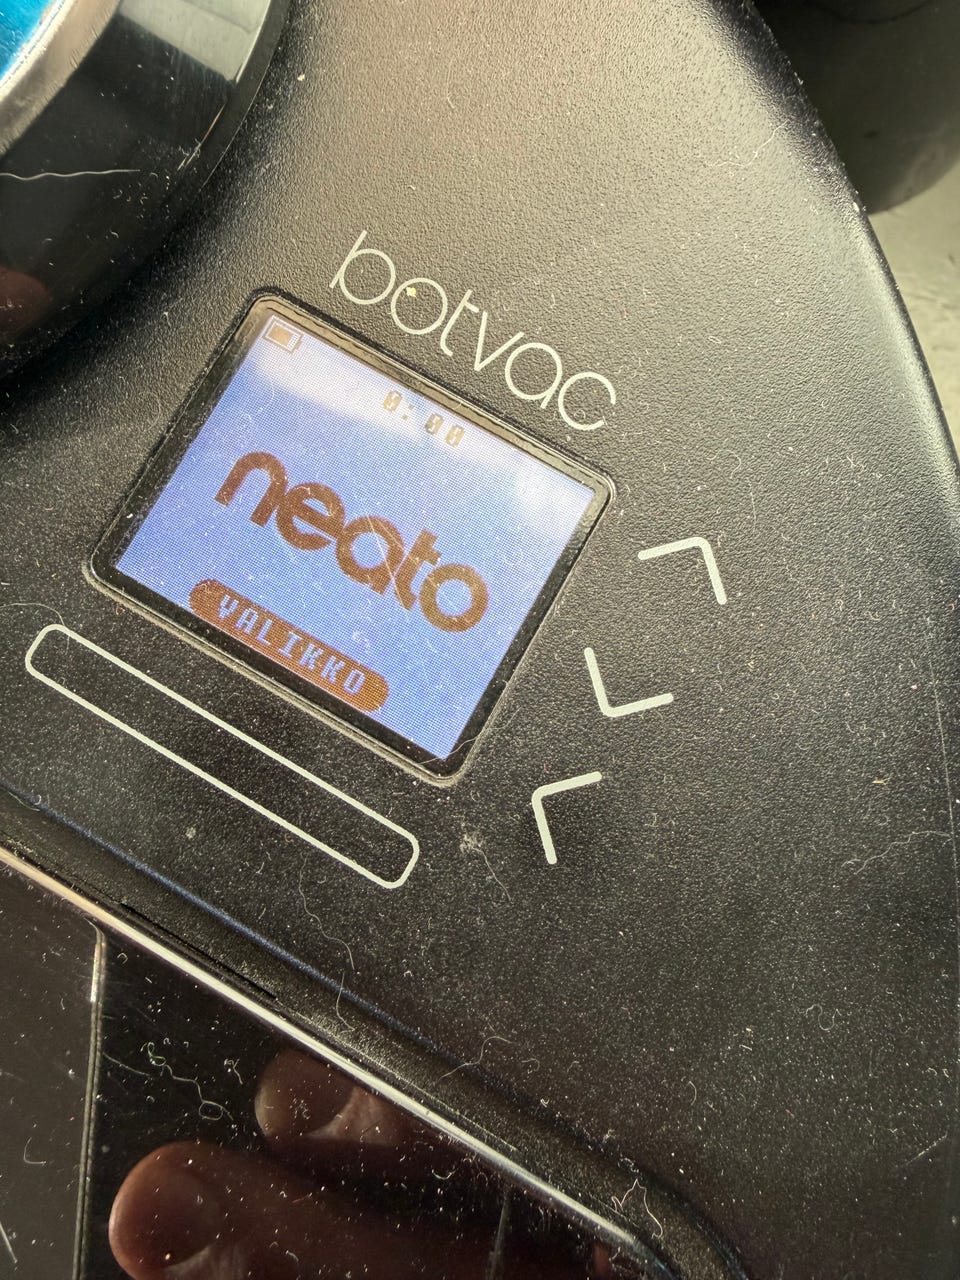 botvac
0:00
neato
VALIKKO